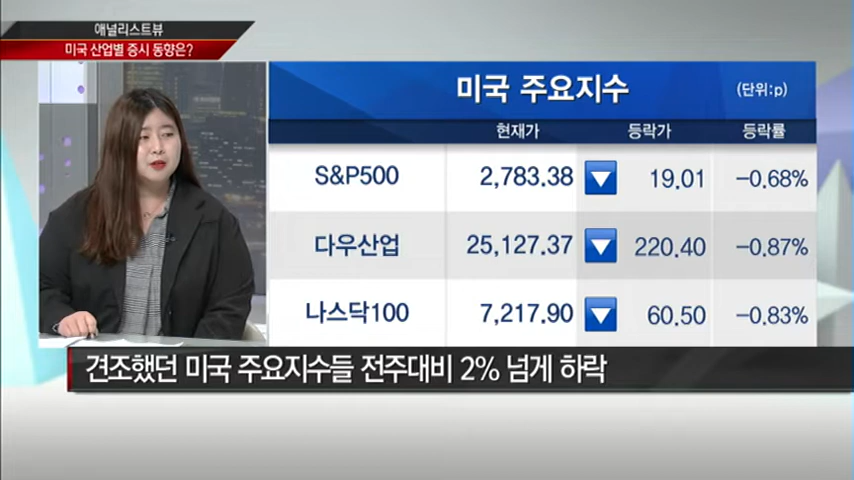 애널리스트뷰
미국 산업별 증시 동향은?
미국 주요지수 (단위:p)
현재가 등락가 등락률
S&P500 2,783.38 ▼ 19.01 -0.68%
다우산업 25,127.37 ▼ 220.40 -0.87%
나스닥100 7,217.90 ▼ 60.50 -0.83%
견조했던 미국 주요지수들 전주대비 2% 넘게 하락